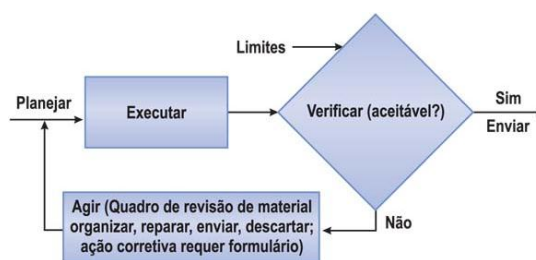 Limites
Planejar
Executar
Verificar (aceitável?)
Sim
Enviar
Agir (Quadro de revisão de material
organizar, reparar, enviar, descartar;
ação corretiva requer formulário)
Não